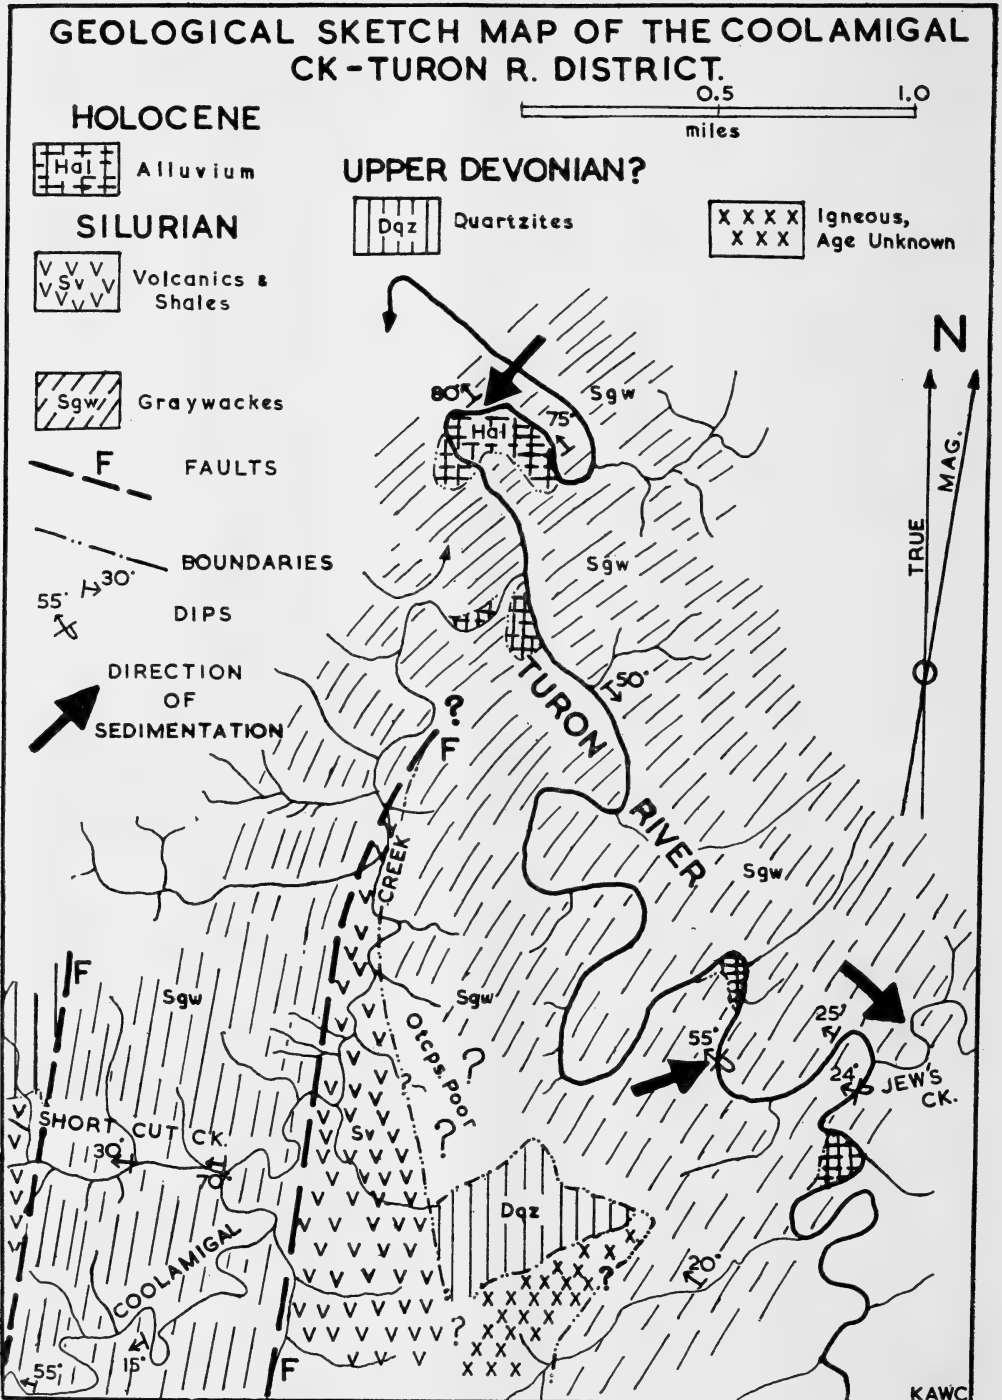 GEOLOGICAL SKETCH MAP OF THE COOLAMIGAL
CK-TURON R. DISTRICT.
0.5 1.0
miles
HOLOCENE
Hal Alluvium
SILURIAN
Sv Volcanics &
Shales
Sgw Graywackes
F FAULTS
BOUNDARIES
55° 30° DIPS
DIRECTION
OF
SEDIMENTATION
UPPER DEVONIAN?
Dqz Quartzites
Igneous,
Age Unknown
N
MAG.
TRUE
80°
Sgw
Hal
75°
Sgw
TURON
50°
?
F
RIVER
CREEK
Sgw
F
Sgw
Sgw
Otcps. Poor
?
?
?
55°
25°
24°
JEW'S
CK.
SHORT CUT CK.
30°
70°
Sv
Dqz
COOLAMIGAL
20°
?
?
55°
15°
F
KAWC